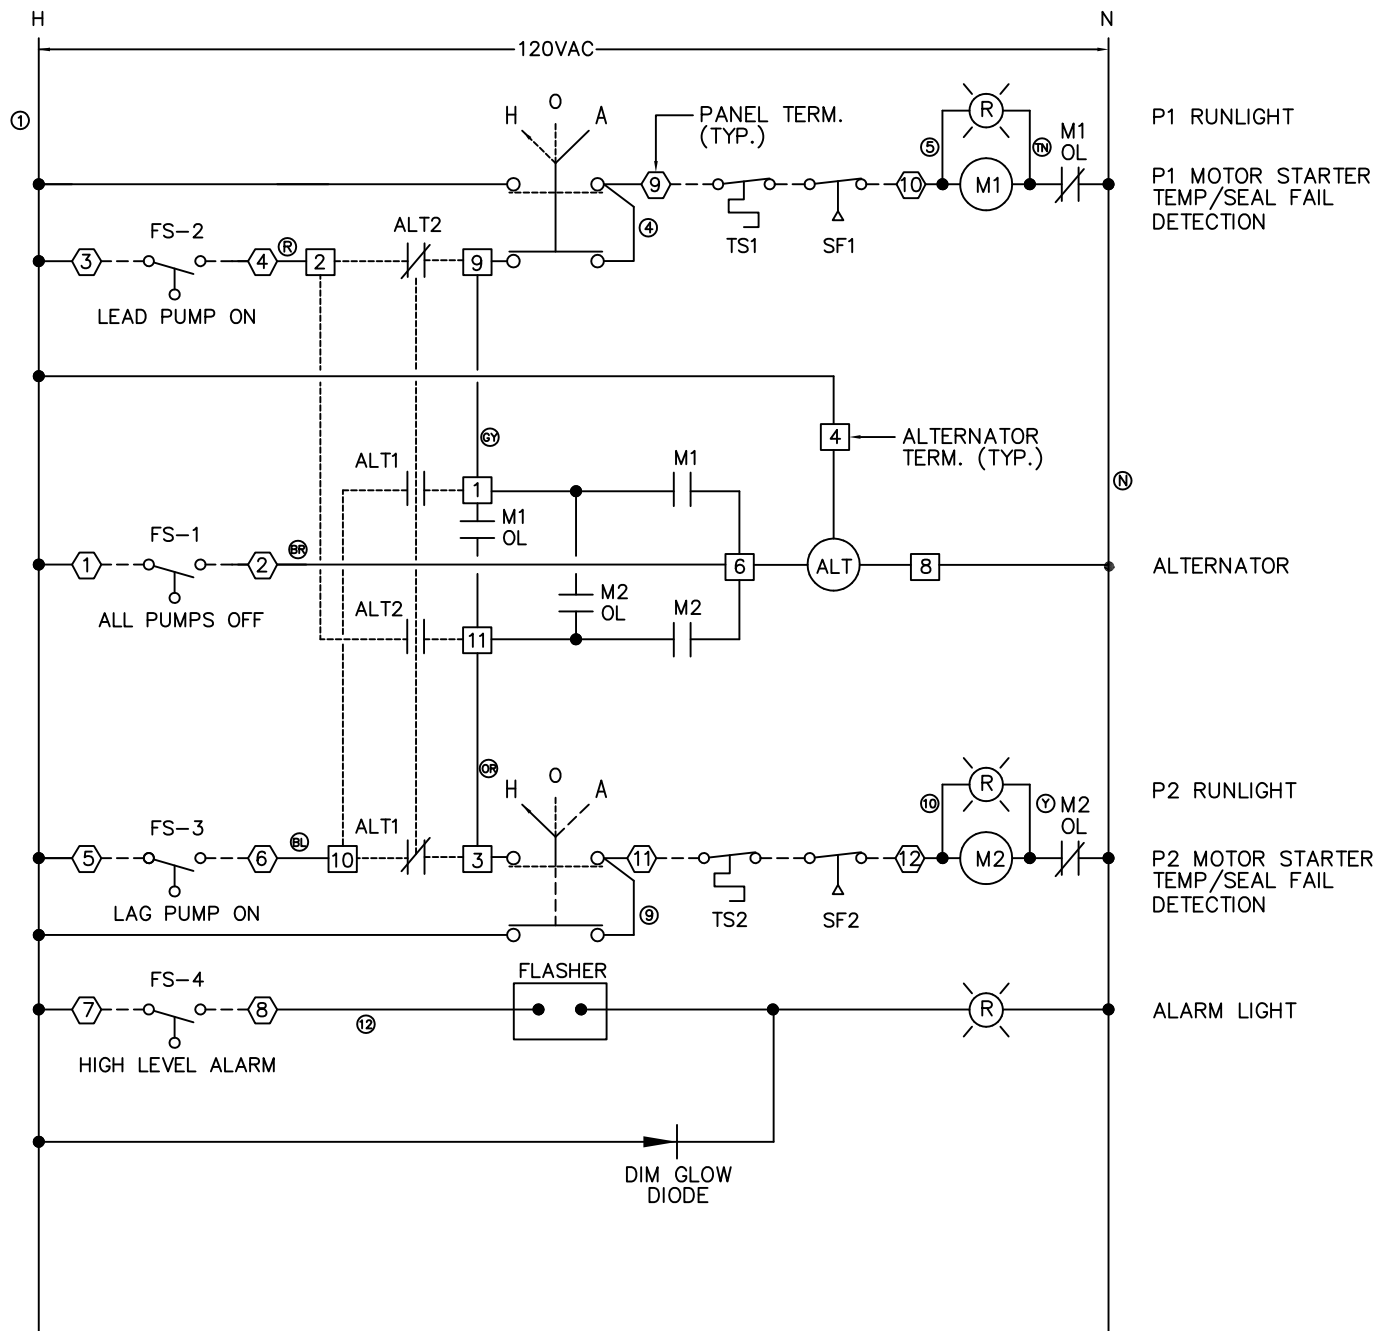 H
N
120VAC
1
H
O
A
PANEL TERM.
(TYP.)
R
P1 RUNLIGHT
M1
OL
5
TN
9
10
M1
P1 MOTOR STARTER
TEMP/SEAL FAIL
DETECTION
TS1
SF1
4
FS-2
ALT2
3
4
R
2
9
LEAD PUMP ON
4
ALTERNATOR
TERM. (TYP.)
GY
ALT1
M1
1
N
M1
OL
FS-1
1
2
BR
6
ALT
8
ALTERNATOR
ALL PUMPS OFF
ALT2
M2
OL
M2
11
OR
H
O
A
R
P2 RUNLIGHT
10
Y
M2
OL
FS-3
ALT1
5
6
BL
10
3
11
12
M2
P2 MOTOR STARTER
TEMP/SEAL FAIL
DETECTION
LAG PUMP ON
9
TS2
SF2
FS-4
FLASHER
7
8
12
R
ALARM LIGHT
HIGH LEVEL ALARM
DIM GLOW
DIODE